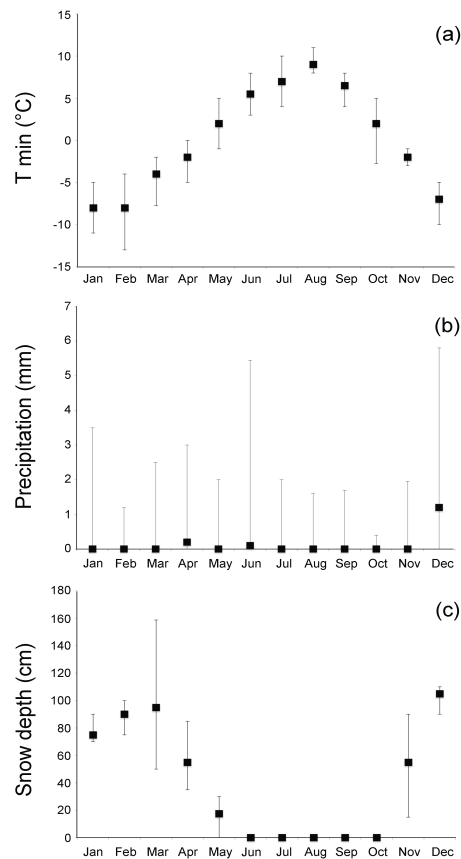 (a)
T min (°C)
15
10
5
0
-5
-10
-15
Jan Feb Mar Apr May Jun Jul Aug Sep Oct Nov Dec
(b)
Precipitation (mm)
7
6
5
4
3
2
1
0
Jan Feb Mar Apr May Jun Jul Aug Sep Oct Nov Dec
(c)
Snow depth (cm)
180
160
140
120
100
80
60
40
20
0
Jan Feb Mar Apr May Jun Jul Aug Sep Oct Nov Dec